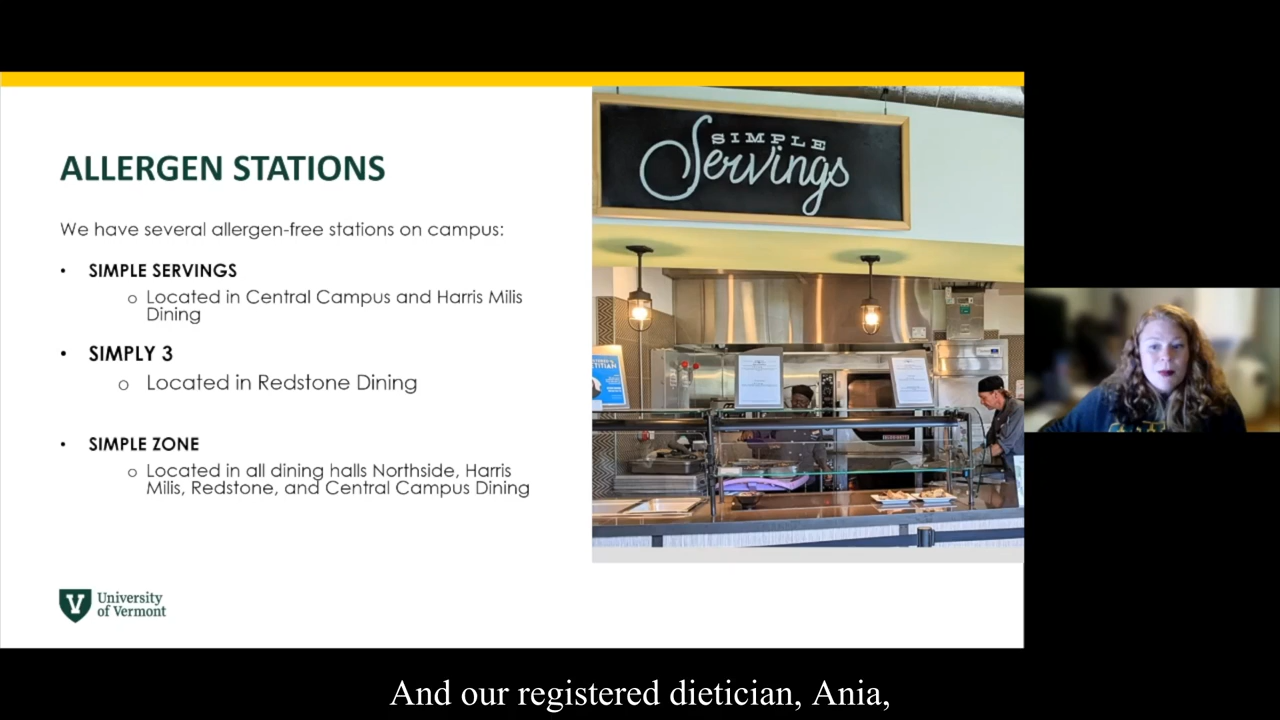 SIMPLE
Servings
ALLERGEN STATIONS
We have several allergen-free stations on campus:
• SIMPLE SERVINGS
o Located in Central Campus and Harris Milis
Dining
• SIMPLY 3
o Located in Redstone Dining
• SIMPLE ZONE
o Located in all dining halls Northside, Harris
Milis, Redstone, and Central Campus Dining
University
of Vermont
And our registered dietician, Ania,